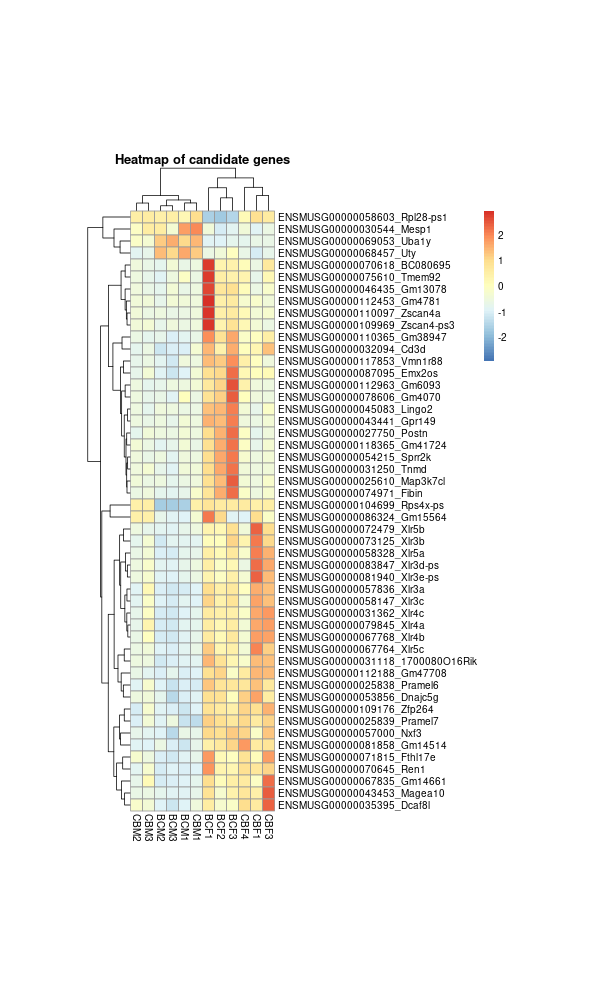 Heatmap of candidate genes
ENSMUSG00000058603_Rpl28-ps1
ENSMUSG00000030544_Mesp1
ENSMUSG00000069053_Uba1y
ENSMUSG00000068457_Uty
ENSMUSG00000070618_BC080695
ENSMUSG00000075610_Tmem92
ENSMUSG00000046435_Gm13078
ENSMUSG00000112453_Gm4781
ENSMUSG00000110097_Zscan4a
ENSMUSG00000109969_Zscan4-ps3
ENSMUSG00000110365_Gm38947
ENSMUSG00000032094_Cd3d
ENSMUSG00000117853_Vmn1r88
ENSMUSG00000087095_Emx2os
ENSMUSG00000112963_Gm6093
ENSMUSG00000078606_Gm4070
ENSMUSG00000045083_Lingo2
ENSMUSG00000043441_Gpr149
ENSMUSG00000027750_Postn
ENSMUSG00000118365_Gm41724
ENSMUSG00000054215_Sprr2k
ENSMUSG00000031250_Tnmd
ENSMUSG00000025610_Map3k7cl
ENSMUSG00000074971_Fibin
ENSMUSG00000104699_Rps4x-ps
ENSMUSG00000086324_Gm15564
ENSMUSG00000072479_Xlr5b
ENSMUSG00000073125_Xlr3b
ENSMUSG00000058328_Xlr5a
ENSMUSG00000083847_Xlr3d-ps
ENSMUSG00000081940_Xlr3e-ps
ENSMUSG00000057836_Xlr3a
ENSMUSG00000058147_Xlr3c
ENSMUSG00000031362_Xlr4c
ENSMUSG00000079845_Xlr4a
ENSMUSG00000067768_Xlr4b
ENSMUSG00000067764_Xlr5c
ENSMUSG00000031118_1700080O16Rik
ENSMUSG00000112188_Gm47708
ENSMUSG00000025838_Pramel6
ENSMUSG00000053856_Dnajc5g
ENSMUSG00000109176_Zfp264
ENSMUSG00000025839_Pramel7
ENSMUSG00000057000_Nxf3
ENSMUSG00000081858_Gm14514
ENSMUSG00000071815_Fthl17e
ENSMUSG00000070645_Ren1
ENSMUSG00000067835_Gm14661
ENSMUSG00000043453_Magea10
ENSMUSG00000035395_Dcaf8l
CBM2
CBM3
BCM2
BCM3
BCM1
CBM1
BCF1
BCF2
BCF3
CBF4
CBF1
CBF3
2
1
0
-1
-2